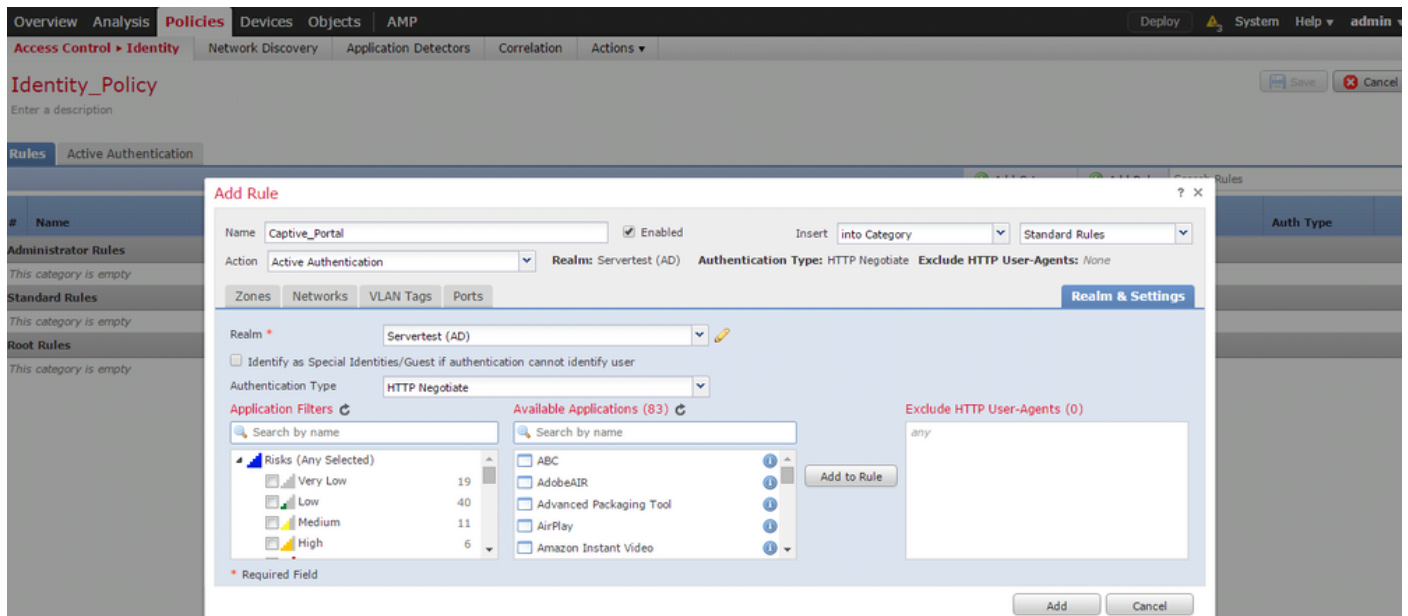 Overview Analysis Policies Devices Objects AMP Deploy 3 System Help ▾ admin ▾
Access Control ▸ Identity Network Discovery Application Detectors Correlation Actions ▾
Identity_Policy Save Cancel
Enter a description
Rules Active Authentication
Search Rules
Add Rule ? ×
# Name Auth Type
Name Captive_Portal Enabled Insert into Category Standard Rules
Administrator Rules
Action Active Authentication Realm: Servertest (AD) Authentication Type: HTTP Negotiate Exclude HTTP User-Agents: None
This category is empty
Standard Rules
Zones Networks VLAN Tags Ports Realm & Settings
This category is empty
Root Rules
Realm * Servertest (AD)
This category is empty
Identify as Special Identities/Guest if authentication cannot identify user
Authentication Type HTTP Negotiate
Application Filters Available Applications (83) Exclude HTTP User-Agents (0)
Search by name Search by name any
Risks (Any Selected) ABC
Very Low 19 AdobeAIR Add to Rule
Low 40 Advanced Packaging Tool
Medium 11 AirPlay
High 6 Amazon Instant Video
* Required Field
Add Cancel